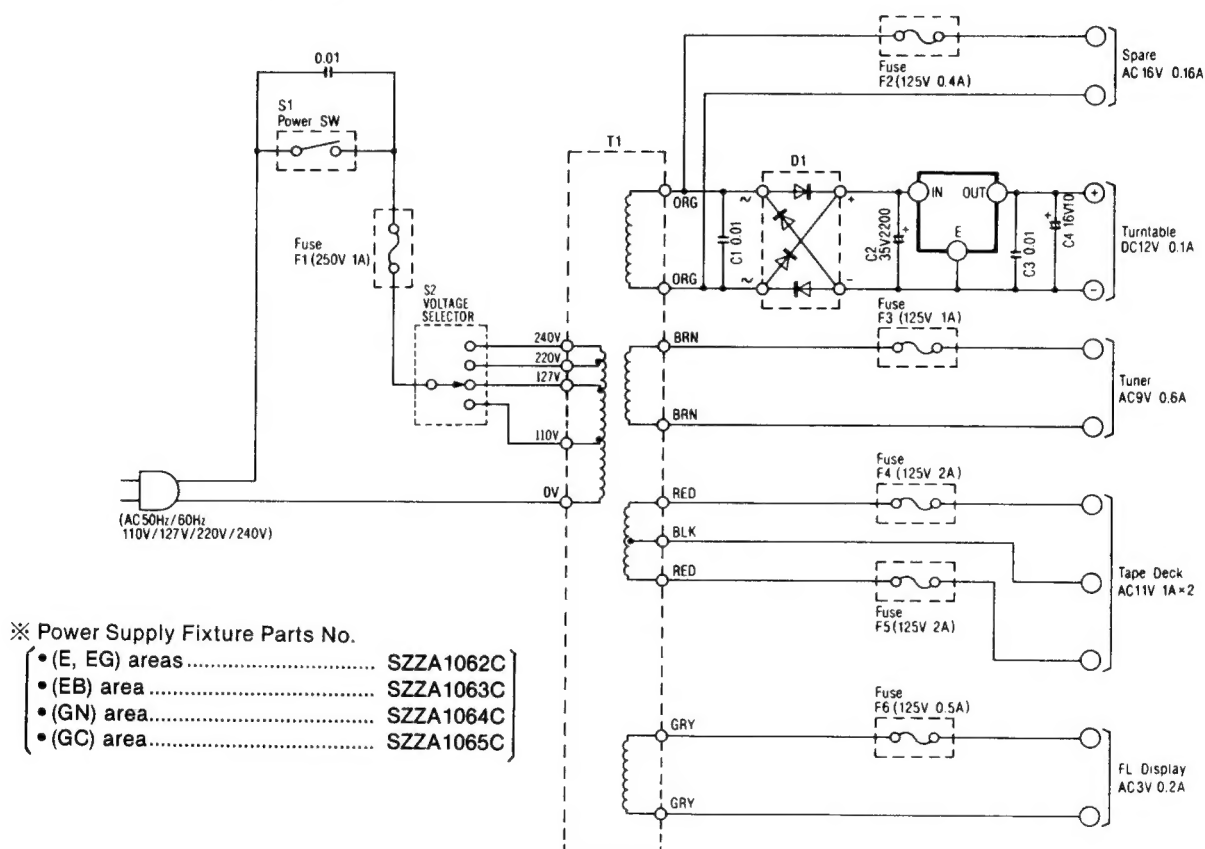 0.01
S1
Power SW
Fuse
F1 (250V 1A)
S2
VOLTAGE
SELECTOR
240V
220V
127V
110V
0V
(AC 50Hz/60Hz
110V/127V/220V/240V)
T1
ORG
ORG
BRN
BRN
RED
BLK
RED
GRY
GRY
Fuse
F2 (125V 0.4A)
Spare
AC 16V 0.16A
C1 0.01
D1
~
~
+
−
C2
35V2200
+
IN
OUT
E
C3 0.01
C4 16V10
+
+
−
Turntable
DC12V 0.1A
Fuse
F3 (125V 1A)
Tuner
AC9V 0.6A
Fuse
F4 (125V 2A)
Fuse
F5 (125V 2A)
Tape Deck
AC11V 1A×2
Fuse
F6 (125V 0.5A)
FL Display
AC3V 0.2A
※ Power Supply Fixture Parts No.
• (E, EG) areas .............................. SZZA1062C
• (EB) area .................................... SZZA1063C
• (GN) area.................................... SZZA1064C
• (GC) area.................................... SZZA1065C